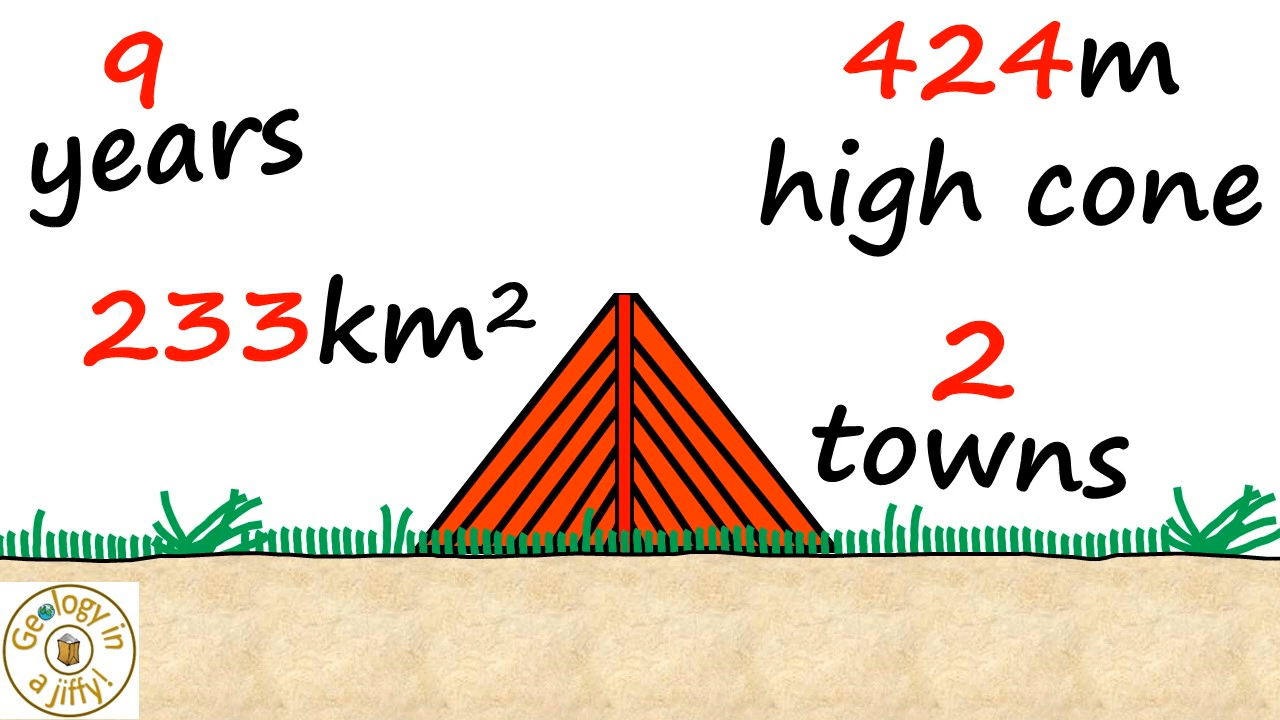 9
years
424m
high cone
233km²
2
towns
Geology in
a jiffy!